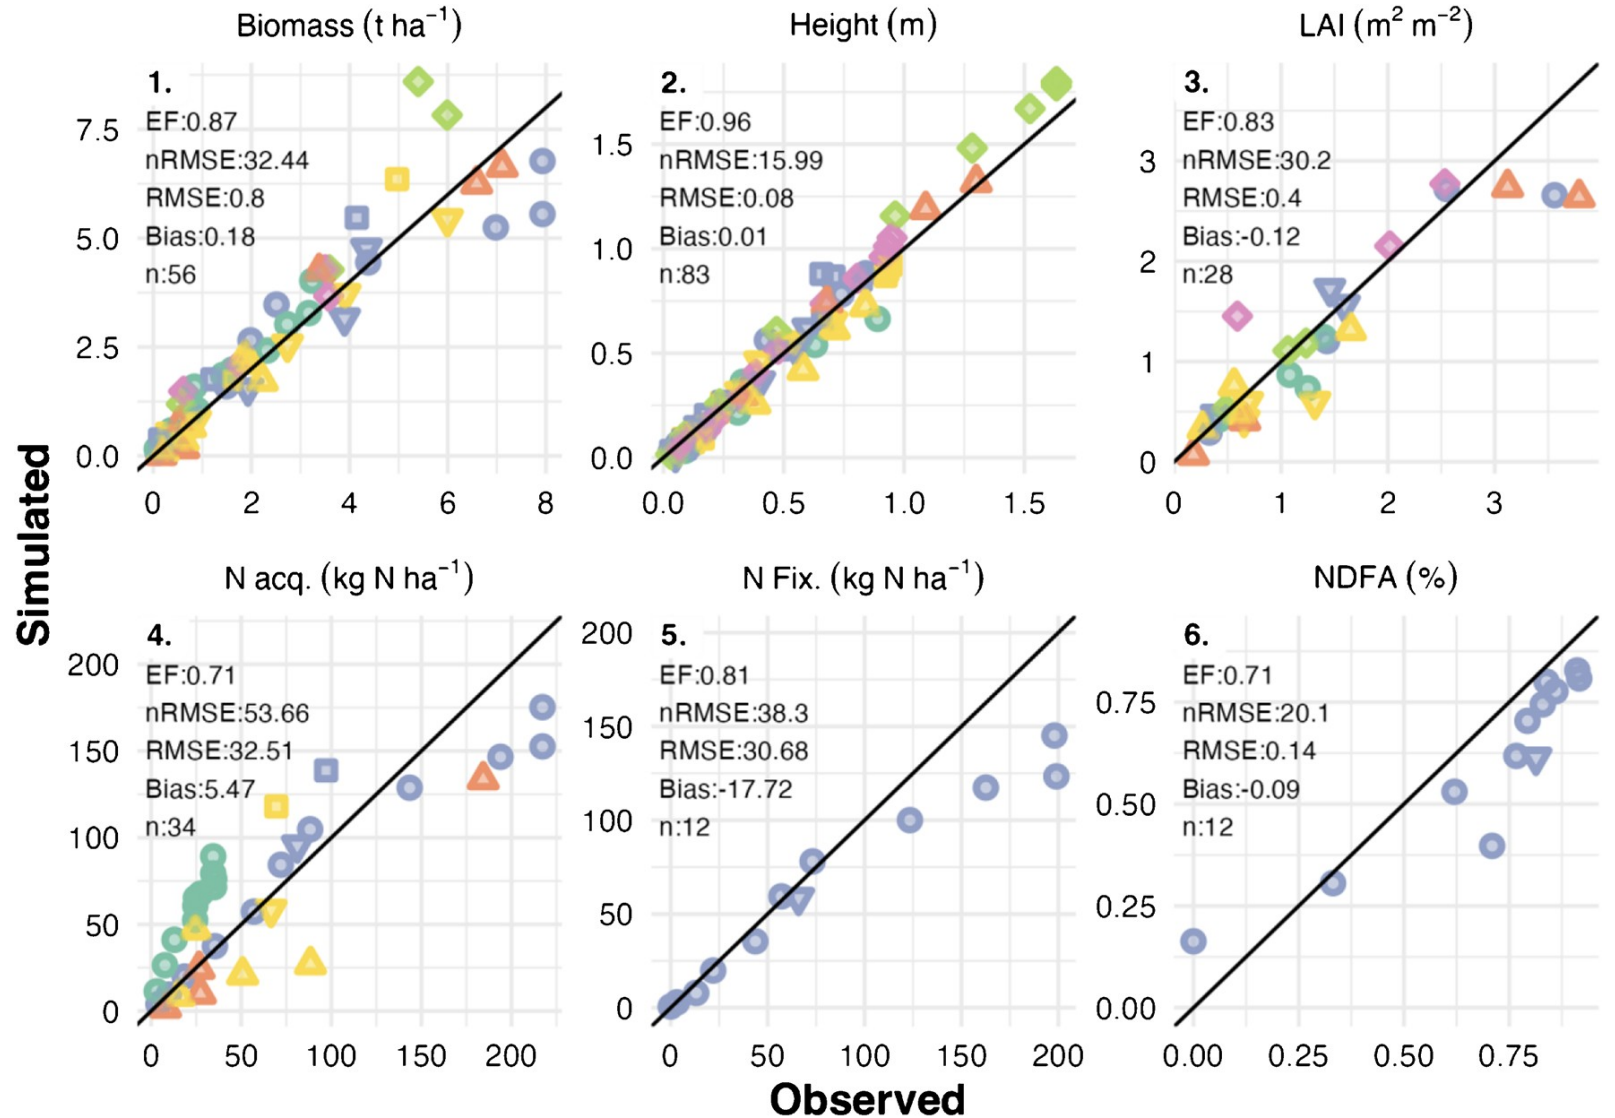 Biomass (t ha⁻¹)
Height (m)
LAI (m² m⁻²)
1.
EF:0.87
nRMSE:32.44
RMSE:0.8
Bias:0.18
n:56
7.5
5.0
2.5
0.0
0 2 4 6 8
2.
EF:0.96
nRMSE:15.99
RMSE:0.08
Bias:0.01
n:83
1.5
1.0
0.5
0.0
0.0 0.5 1.0 1.5
3.
EF:0.83
nRMSE:30.2
RMSE:0.4
Bias:-0.12
n:28
3
2
1
0
0 1 2 3
Simulated
N acq. (kg N ha⁻¹)
N Fix. (kg N ha⁻¹)
NDFA (%)
4.
EF:0.71
nRMSE:53.66
RMSE:32.51
Bias:5.47
n:34
200
150
100
50
0
0 50 100 150 200
5.
EF:0.81
nRMSE:38.3
RMSE:30.68
Bias:-17.72
n:12
200
150
100
50
0
0 50 100 150 200
6.
EF:0.71
nRMSE:20.1
RMSE:0.14
Bias:-0.09
n:12
0.75
0.50
0.25
0.00
0.00 0.25 0.50 0.75
Observed